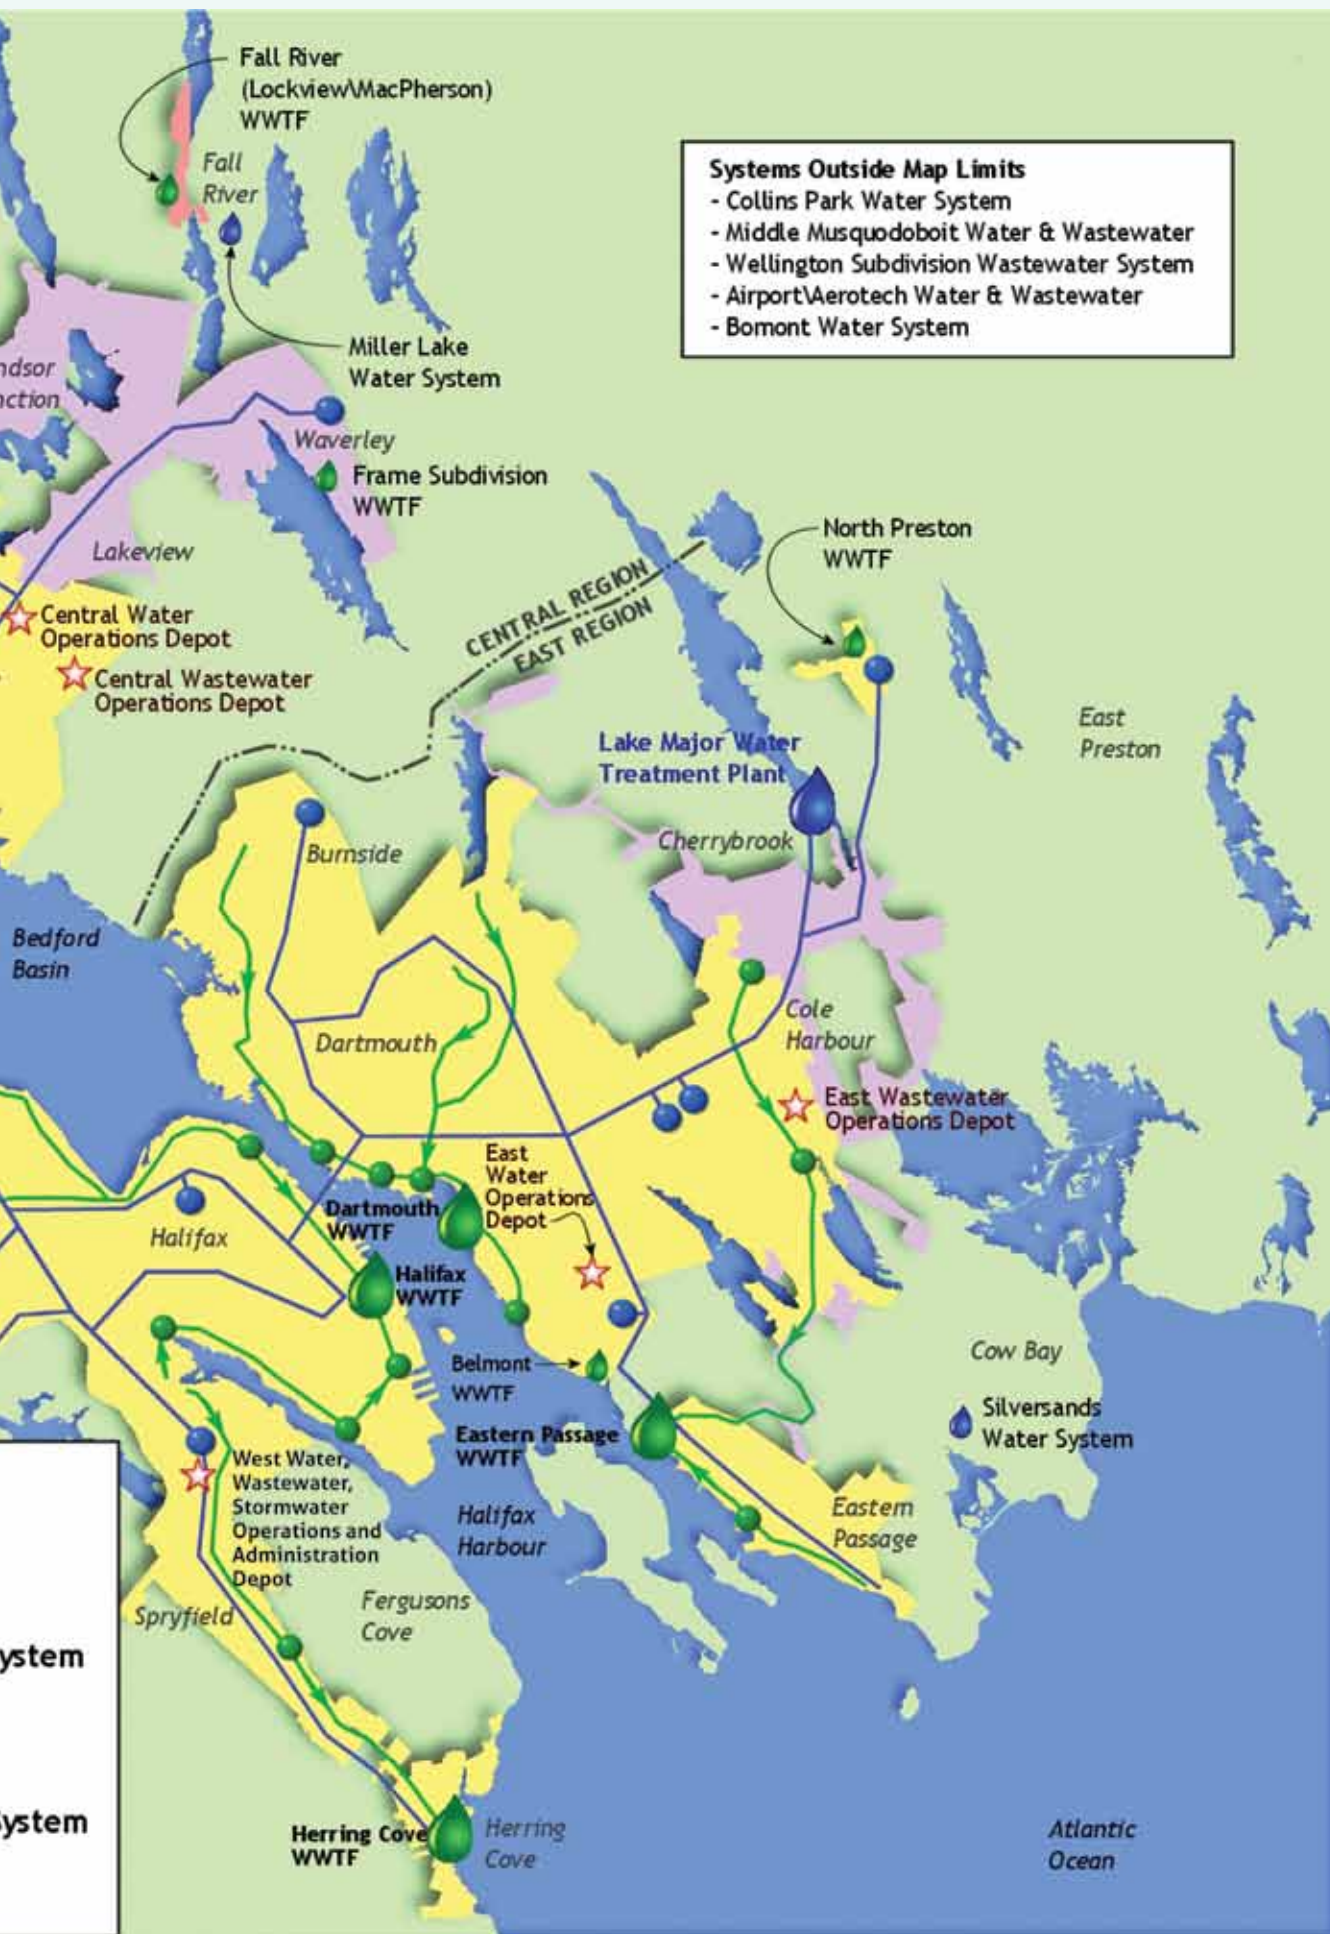 Fall River
(Lockview\MacPherson)
WWTF
Fall
River
Systems Outside Map Limits
- Collins Park Water System
- Middle Musquodoboit Water & Wastewater
- Wellington Subdivision Wastewater System
- Airport\Aerotech Water & Wastewater
- Bomont Water System
Miller Lake
Water System
ndsor
nction
Waverley
Frame Subdivision
WWTF
Lakeview
North Preston
WWTF
CENTRAL REGION
EAST REGION
Central Water
Operations Depot
Central Wastewater
Operations Depot
East
Preston
Lake Major Water
Treatment Plant
Cherrybrook
Burnside
Bedford
Basin
Dartmouth
Cole
Harbour
East Wastewater
Operations Depot
East
Water
Operations
Depot
Dartmouth
WWTF
Halifax
Halifax
WWTF
Belmont
WWTF
Cow Bay
Silversands
Water System
Eastern Passage
WWTF
West Water,
Wastewater,
Stormwater
Operations and
Administration
Depot
Halifax
Harbour
Eastern
Passage
Fergusons
Cove
Spryfield
ystem
ystem
Herring Cove
WWTF
Herring
Cove
Atlantic
Ocean